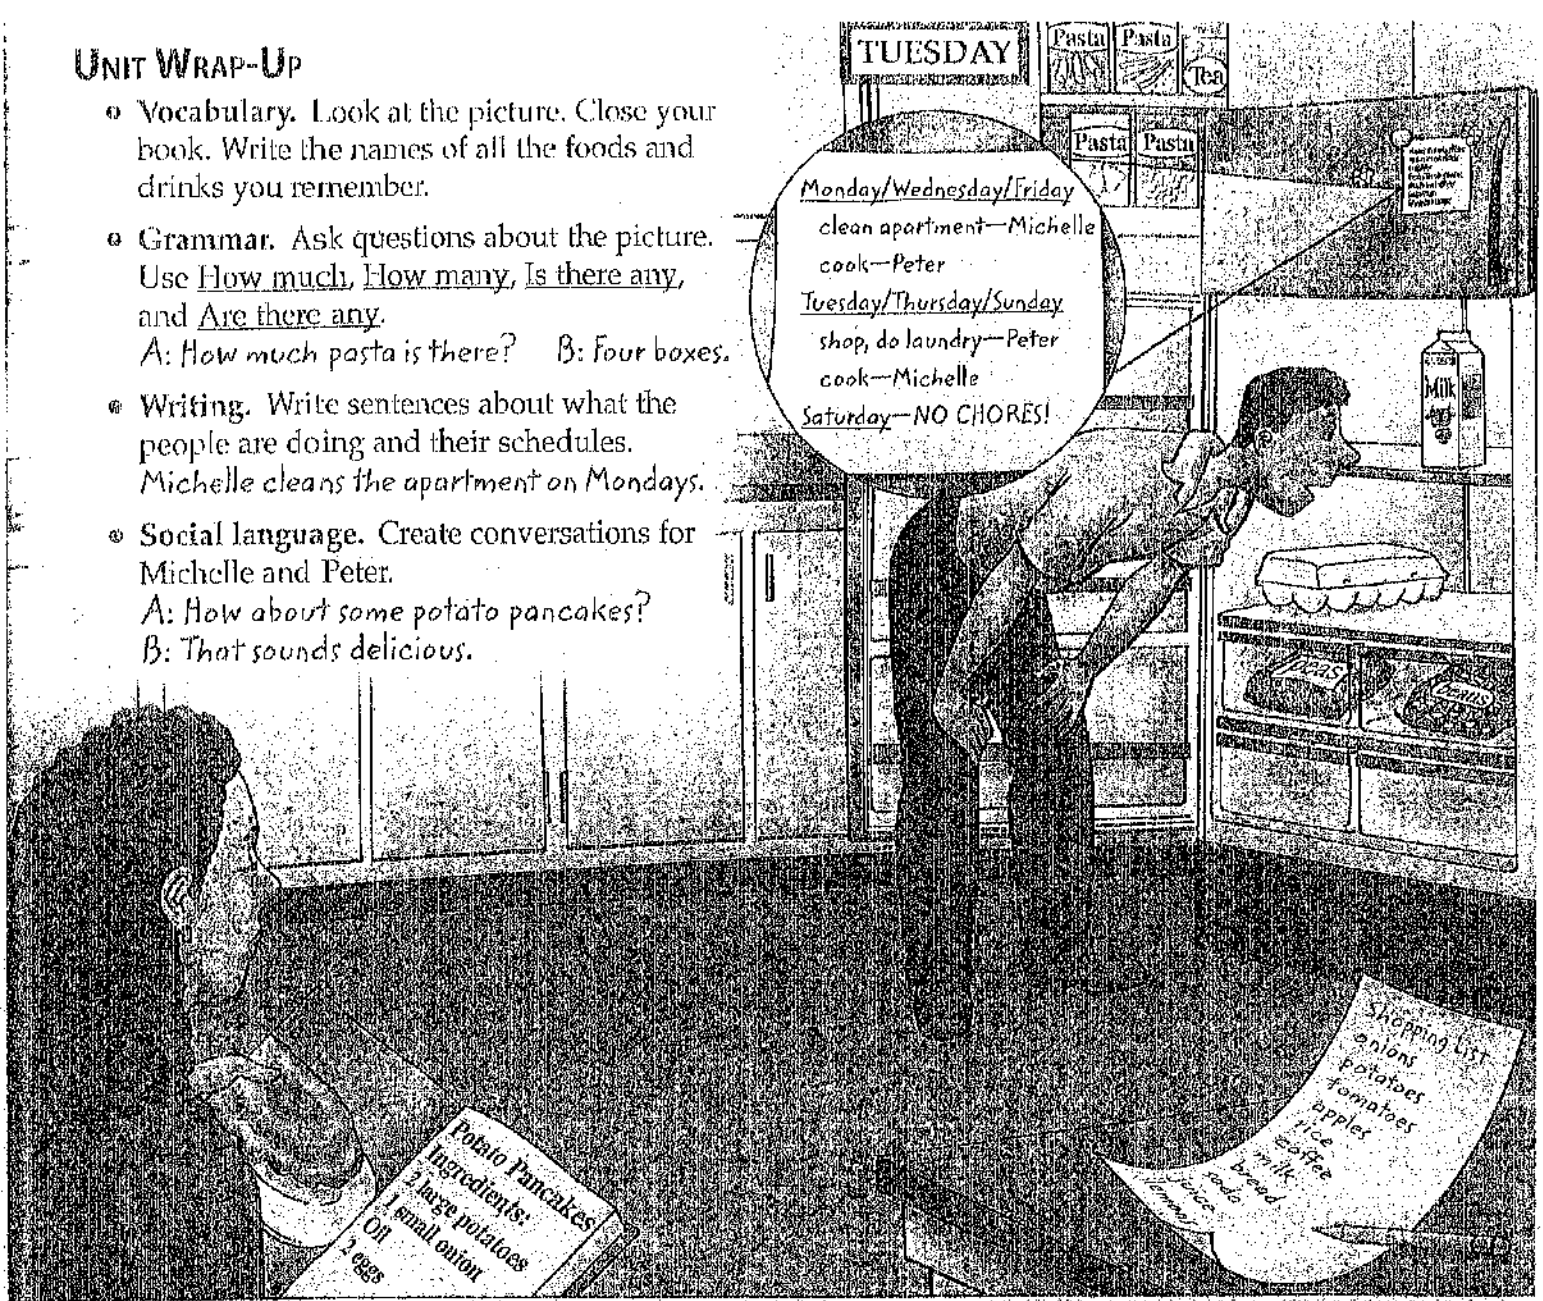 UNIT WRAP-UP
Vocabulary. Look at the picture. Close your
book. Write the names of all the foods and
drinks you remember.
Grammar. Ask questions about the picture.
Use How much, How many, Is there any,
and Are there any.
A: How much pasta is there? B: Four boxes.
Writing. Write sentences about what the
people are doing and their schedules.
Michelle cleans the apartment on Mondays.
Social language. Create conversations for
Michelle and Peter.
A: How about some potato pancakes?
B: That sounds delicious.
TUESDAY
Pasta Pasta
Tea
Pasta Pasta
Monday/Wednesday/Friday
clean apartment—Michelle
cook—Peter
Tuesday/Thursday/Sunday
shop, do laundry—Peter
cook—Michelle
Saturday—NO CHORES!
Milk
peas
beans
Potato Pancakes
Ingredients:
2 large potatoes
1 small onion
Oil
2 eggs
Shopping List
onions
potatoes
tomatoes
apples
rice
coffee
milk
bread
soda
juice